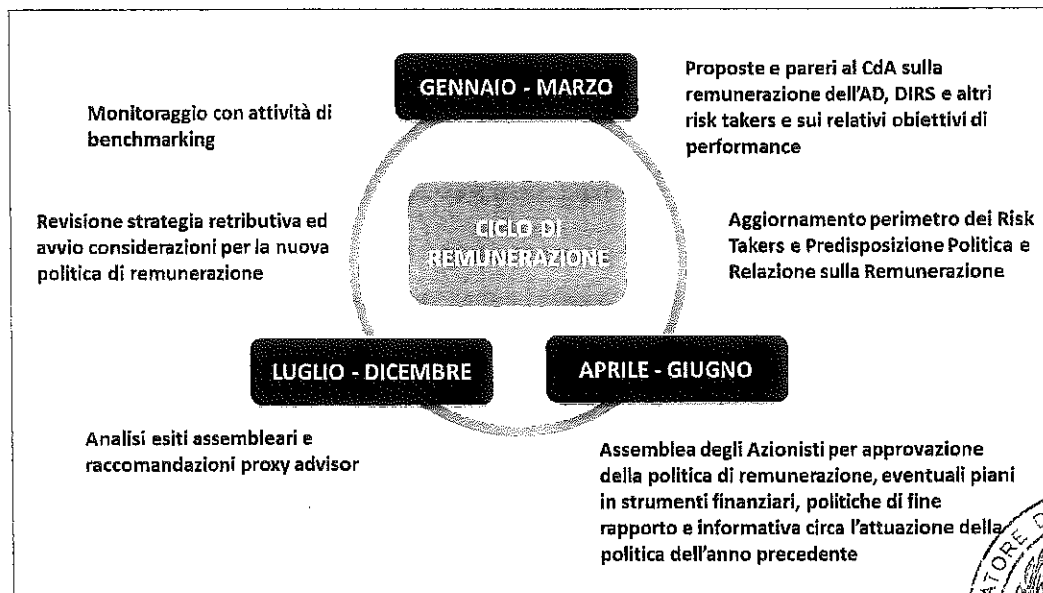 GENNAIO - MARZO
Proposte e pareri al CdA sulla
remunerazione dell'AD, DIRS e altri
risk takers e sui relativi obiettivi di
performance
Monitoraggio con attività di
benchmarking
Revisione strategia retributiva ed
avvio considerazioni per la nuova
politica di remunerazione
CICLO DI
REMUNERAZIONE
Aggiornamento perimetro dei Risk
Takers e Predisposizione Politica e
Relazione sulla Remunerazione
LUGLIO - DICEMBRE
APRILE - GIUGNO
Analisi esiti assembleari e
raccomandazioni proxy advisor
Assemblea degli Azionisti per approvazione
della politica di remunerazione, eventuali piani
in strumenti finanziari, politiche di fine
rapporto e informativa circa l'attuazione della
politica dell'anno precedente